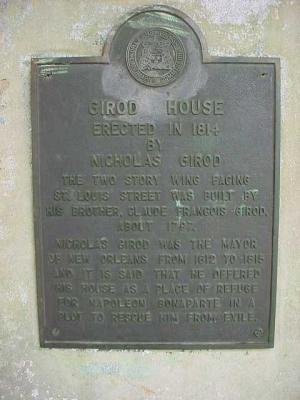 GIROD HOUSE
ERECTED IN 1814
BY
NICHOLAS GIROD
THE TWO STORY WING FACING
ST. LOUIS STREET WAS BUILT BY
HIS BROTHER, CLAUDE FRANCOIS GIROD,
ABOUT 1797.
NICHOLAS GIROD WAS THE MAYOR
OF NEW ORLEANS FROM 1812 TO 1815
AND IT IS SAID THAT HE OFFERED
HIS HOUSE AS A PLACE OF REFUGE
FOR NAPOLEON BONAPARTE IN A
PLOT TO RESCUE HIM FROM EXILE.